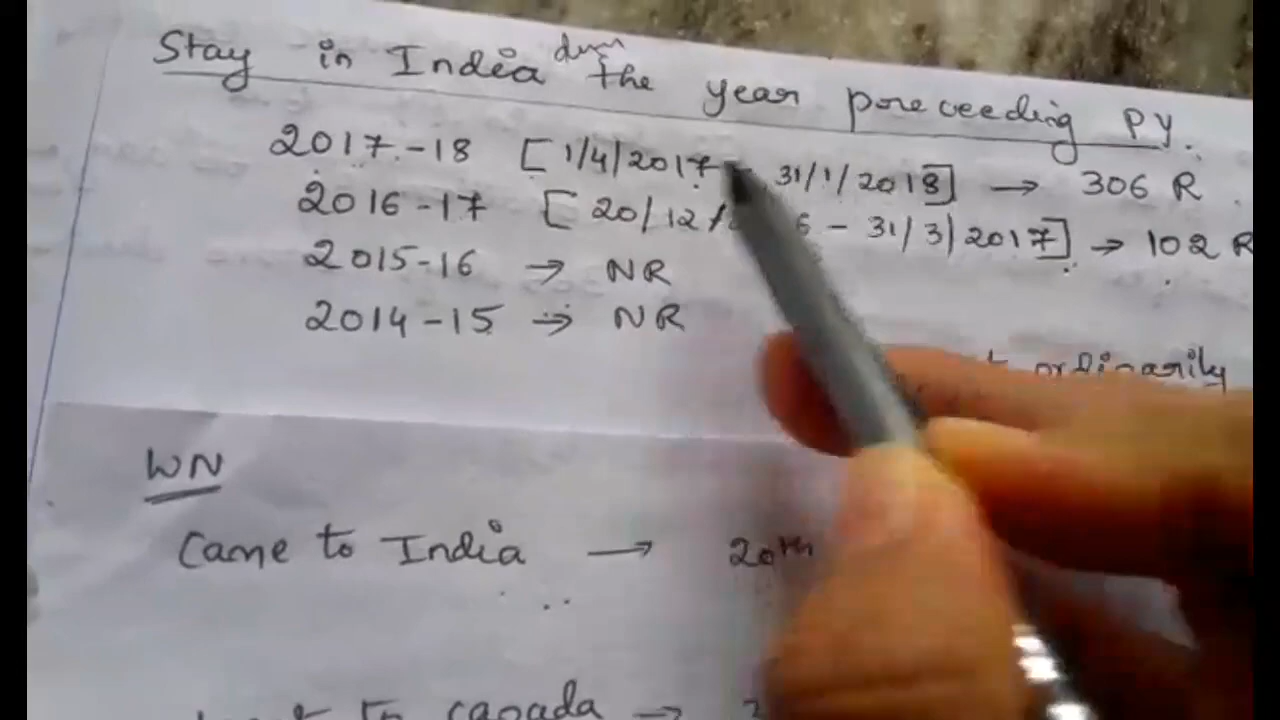 Stay in India during the year preceeding PY.
2017-18 [1/4/2017 - 31/1/2018] → 306 R
2016-17 [20/12/ 6 - 31/3/2017] → 102 R
2015-16 → NR
2014-15 → NR
ordinarily
WN
Came to India → 20th
to canada →